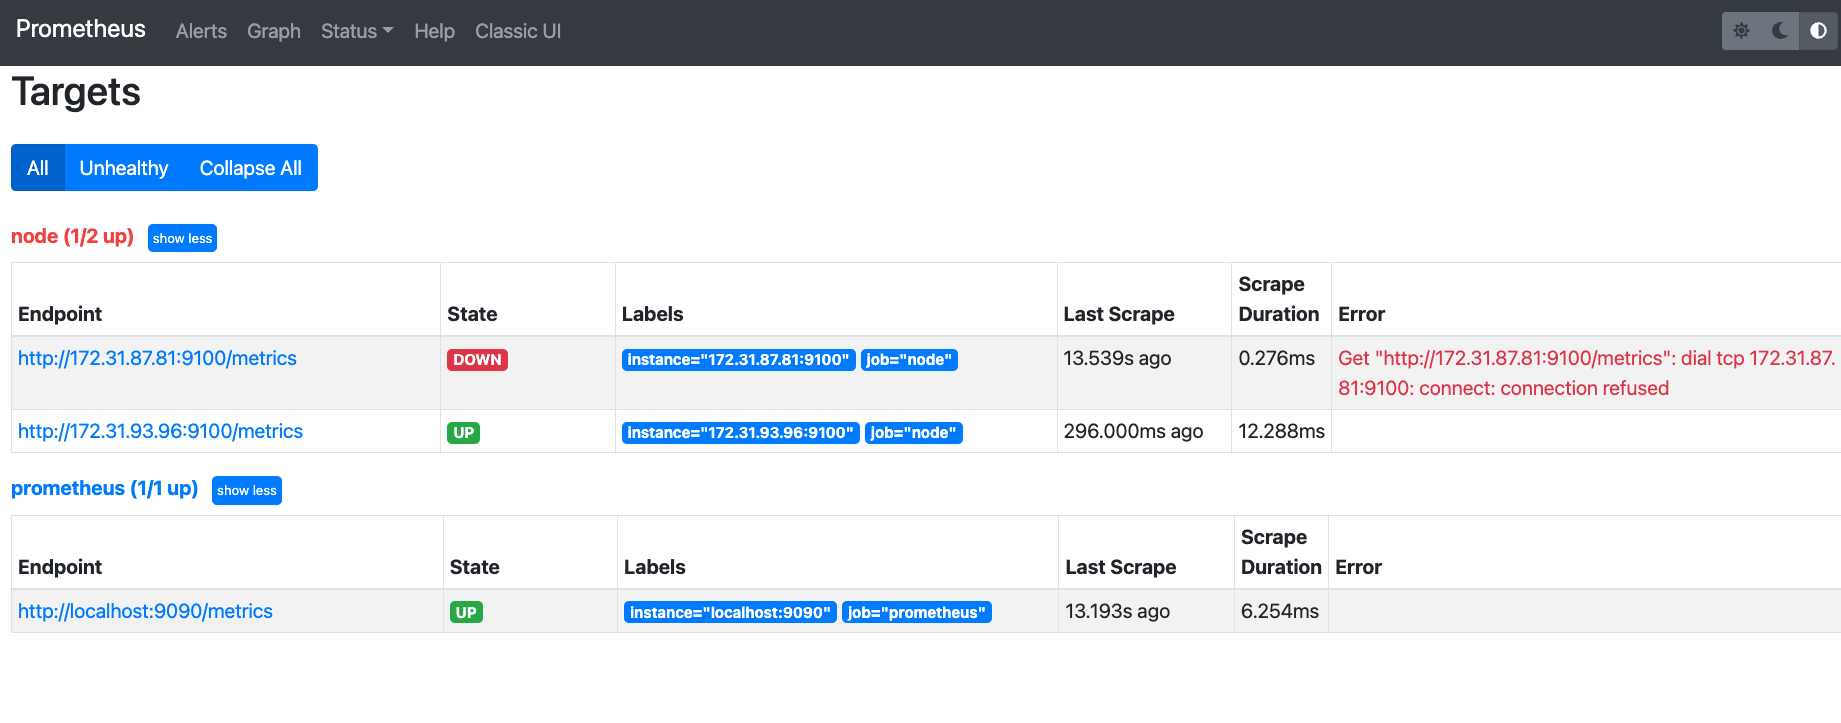 Prometheus Alerts Graph Status Help Classic UI
Targets
All Unhealthy Collapse All
node (1/2 up) show less
Endpoint State Labels Last Scrape Scrape Duration Error
http://172.31.87.81:9100/metrics DOWN instance="172.31.87.81:9100" job="node" 13.539s ago 0.276ms Get "http://172.31.87.81:9100/metrics": dial tcp 172.31.87.
81:9100: connect: connection refused
http://172.31.93.96:9100/metrics UP instance="172.31.93.96:9100" job="node" 296.000ms ago 12.288ms
prometheus (1/1 up) show less
Endpoint State Labels Last Scrape Scrape Duration Error
http://localhost:9090/metrics UP instance="localhost:9090" job="prometheus" 13.193s ago 6.254ms